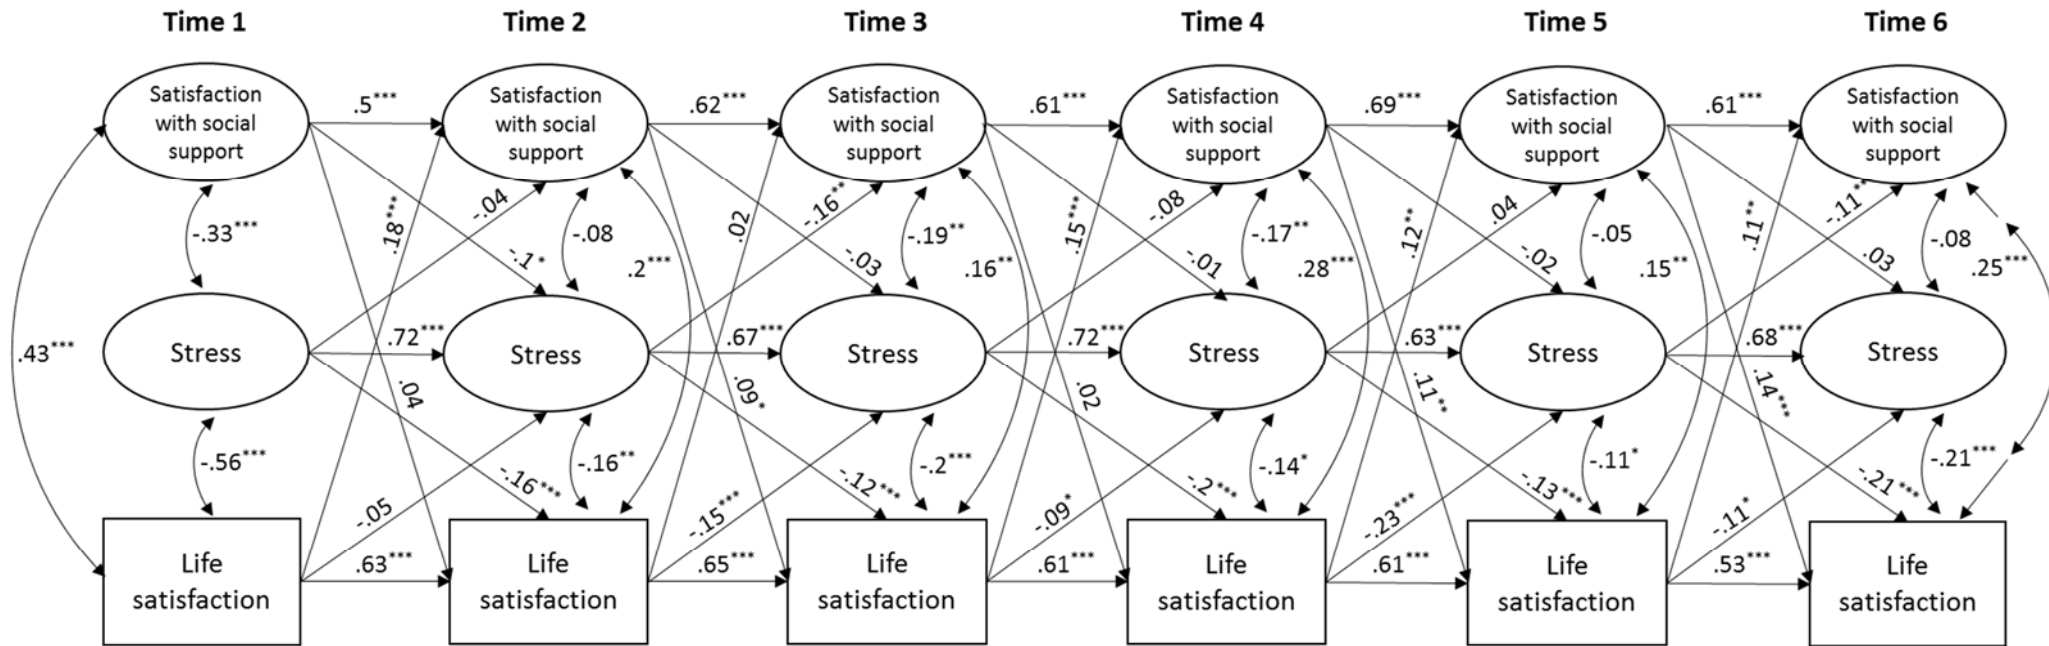 Time 1
Time 2
Time 3
Time 4
Time 5
Time 6
Satisfaction
with social
support
.5***
Satisfaction
with social
support
.62***
Satisfaction
with social
support
.61***
Satisfaction
with social
support
.69***
Satisfaction
with social
support
.61***
Satisfaction
with social
support
-.33***
.18***
-.04
-.1*
-.08
.2***
.02
-.16**
-.03
-.19**
.16**
.15***
-.08
-.01
-.17**
.28***
.12**
.04
-.02
-.05
.15**
.11**
-.11**
.03
-.08
.25***
.43***
Stress
.72***
Stress
.67***
Stress
.72***
Stress
.63***
Stress
.68***
Stress
.04
.09*
.02
.11**
.14***
-.56***
-.05
-.16***
-.16**
-.15***
-.12***
-.2***
-.09*
-.2***
-.14*
-.23***
-.13***
-.11*
-.11*
-.21***
-.21***
Life
satisfaction
.63***
Life
satisfaction
.65***
Life
satisfaction
.61***
Life
satisfaction
.61***
Life
satisfaction
.53***
Life
satisfaction